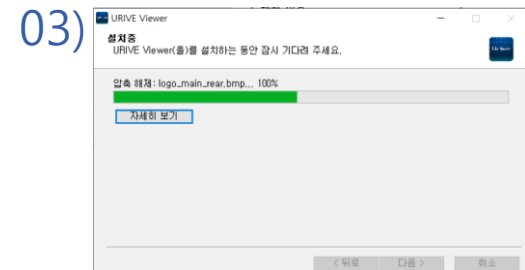 03)
URIVE Viewer
설치중
URIVE Viewer(을)를 설치하는 동안 잠시 기다려 주세요.
압축 해제: logo_main_rear.bmp... 100%
자세히 보기
< 뒤로 다음 > 취소